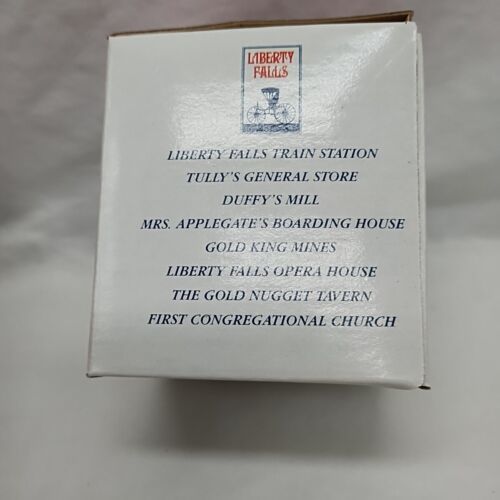 LIBERTY
FALLS
LIBERTY FALLS TRAIN STATION
TULLY'S GENERAL STORE
DUFFY'S MILL
MRS. APPLEGATE'S BOARDING HOUSE
GOLD KING MINES
LIBERTY FALLS OPERA HOUSE
THE GOLD NUGGET TAVERN
FIRST CONGREGATIONAL CHURCH